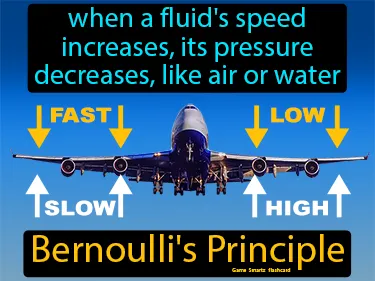 when a fluid's speed
increases, its pressure
decreases, like air or water
FAST LOW
SLOW HIGH
Bernoulli's Principle
Game Smartz flashcard